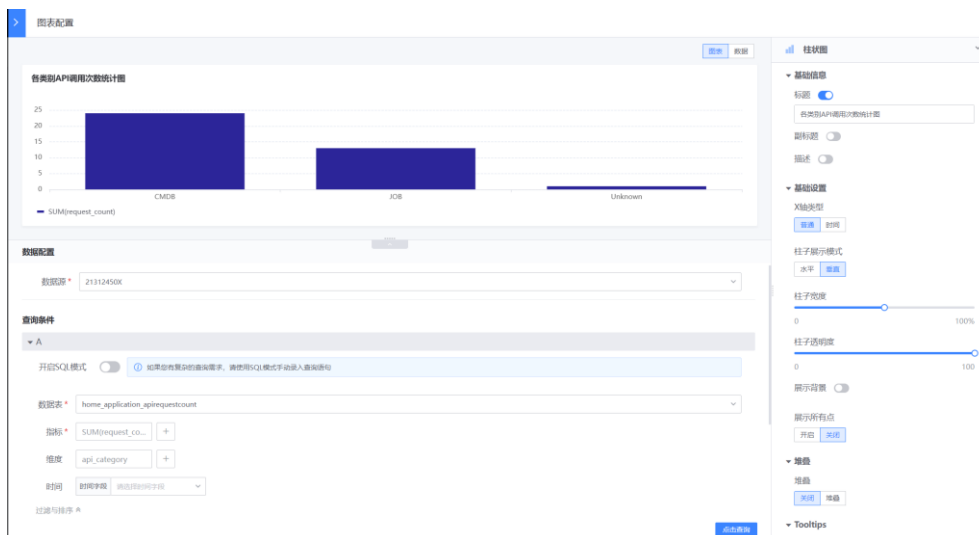 图表配置
图表 数据
各类别API调用次数统计图
25
20
15
10
5
0
CMDB JOB Unknown
SUM(request_count)
数据配置
数据源 * 21312450X
查询条件
A
开启SQL模式 如果您有复杂的查询需求，请使用SQL模式手动录入查询语句
数据表 * home_application_apirequestcount
指标 * SUM(request_co... +
维度 api_category +
时间 时间字段 请选择时间字段
过滤与排序
点击查询
柱状图
基础信息
标题
各类别API调用次数统计图
副标题
描述
基础设置
X轴类型
普通 时间
柱子展示模式
水平 垂直
柱子宽度
0 100%
柱子透明度
0 100
展示背景
展示所有点
开启 关闭
堆叠
堆叠
关闭 堆叠
Tooltips